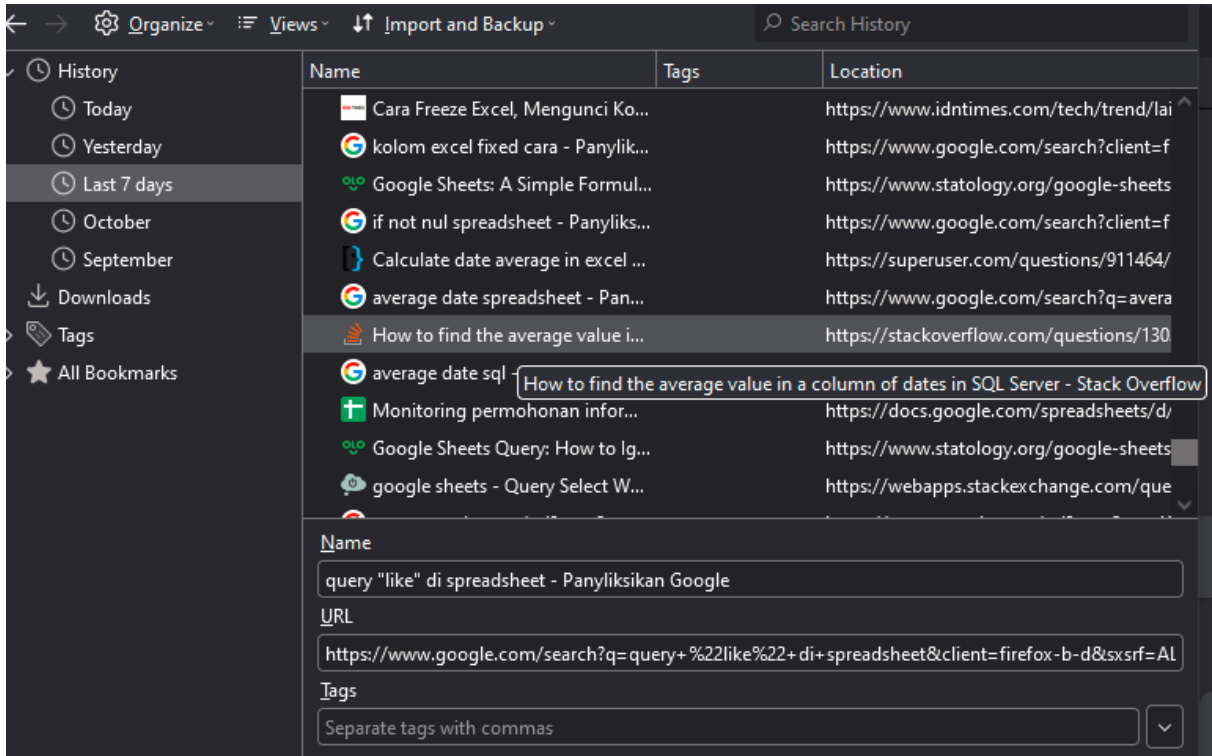 Organize Views Import and Backup Search History
History
Today
Yesterday
Last 7 days
October
September
Downloads
Tags
All Bookmarks
Name Tags Location
Cara Freeze Excel, Mengunci Ko... https://www.idntimes.com/tech/trend/lai
kolom excel fixed cara - Panylik... https://www.google.com/search?client=f
Google Sheets: A Simple Formul... https://www.statology.org/google-sheets
if not nul spreadsheet - Panyliks... https://www.google.com/search?client=f
Calculate date average in excel ... https://superuser.com/questions/911464/
average date spreadsheet - Pan... https://www.google.com/search?q=avera
How to find the average value i... https://stackoverflow.com/questions/130
average date sql -
How to find the average value in a column of dates in SQL Server - Stack Overflow
Monitoring permohonan infor... https://docs.google.com/spreadsheets/d/
Google Sheets Query: How to Ig... https://www.statology.org/google-sheets
google sheets - Query Select W... https://webapps.stackexchange.com/que
Name
query "like" di spreadsheet - Panyliksikan Google
URL
https://www.google.com/search?q=query+%22like%22+di+spreadsheet&client=firefox-b-d&sxsrf=AL
Tags
Separate tags with commas